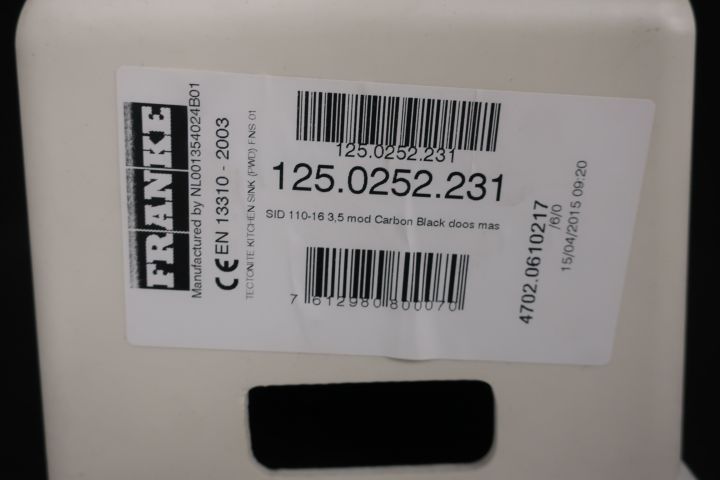 FRANKE
Manufactured by NL001354024B01
CE EN 13310 - 2003
TECTONITE KITCHEN SINK (PWD) FNS 01
125.0252.231
125.0252.231
SID 110-16 3,5 mod Carbon Black doos mas
7 612980 800070
4702.0610217
/6/0
15/04/2015 09:20